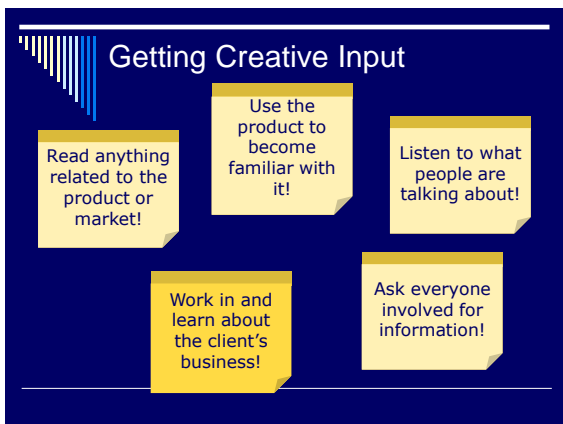 Getting Creative Input
Use the
product to
become
familiar with
it!
Read anything
related to the
product or
market!
Listen to what
people are
talking about!
Work in and
learn about
the client's
business!
Ask everyone
involved for
information!